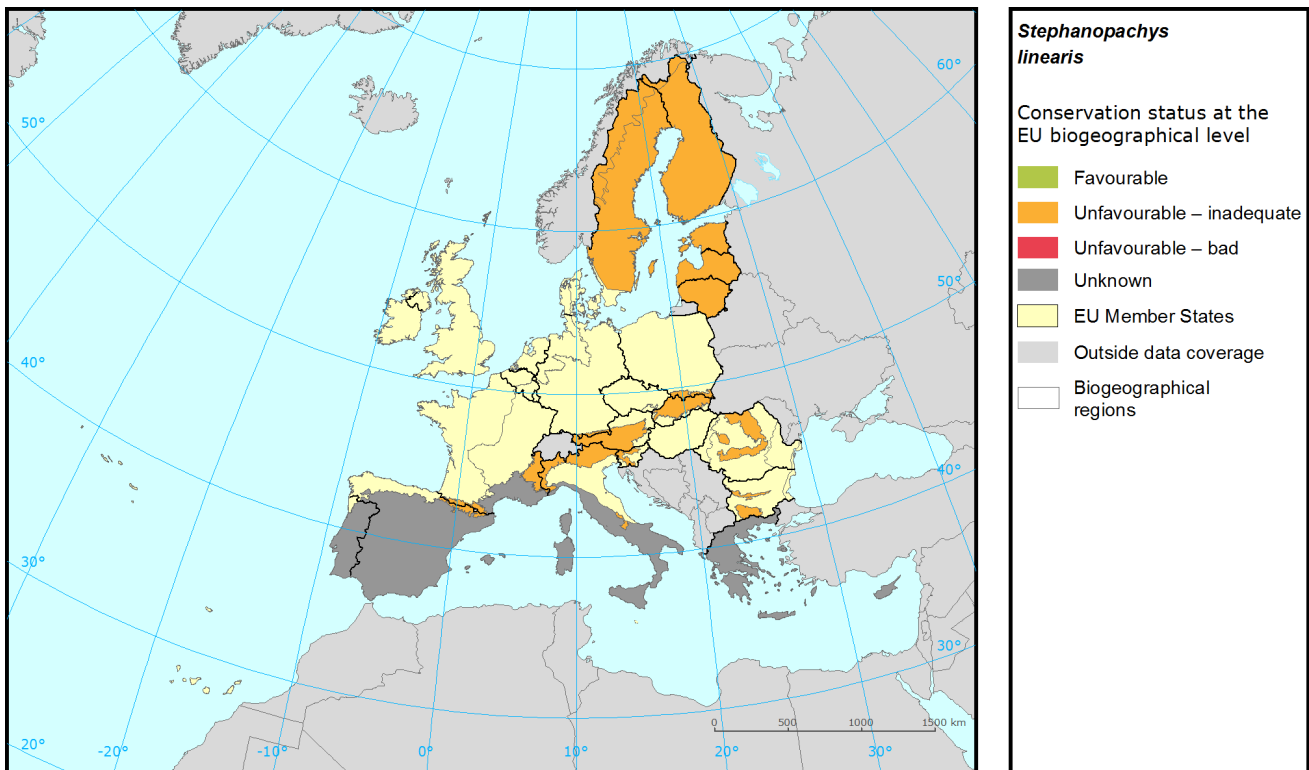 60°
50°
50°
40°
40°
30°
30°
20°
-20°
-10°
0°
10°
20°
30°
0 500 1000 1500 km
Stephanopachys
linearis
Conservation status at the
EU biogeographical level
Favourable
Unfavourable – inadequate
Unfavourable – bad
Unknown
EU Member States
Outside data coverage
Biogeographical
regions